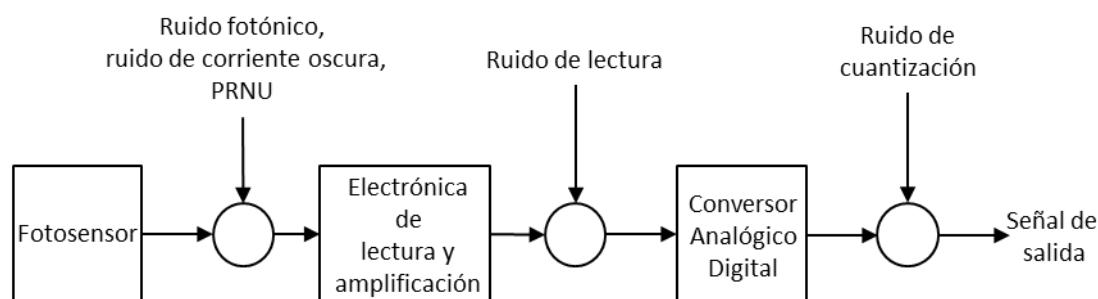 Ruido fotónico,
ruido de corriente oscura,
PRNU
Ruido de lectura
Ruido de
cuantización
Fotosensor
Electrónica
de
lectura y
amplificación
Conversor
Analógico
Digital
Señal de
salida